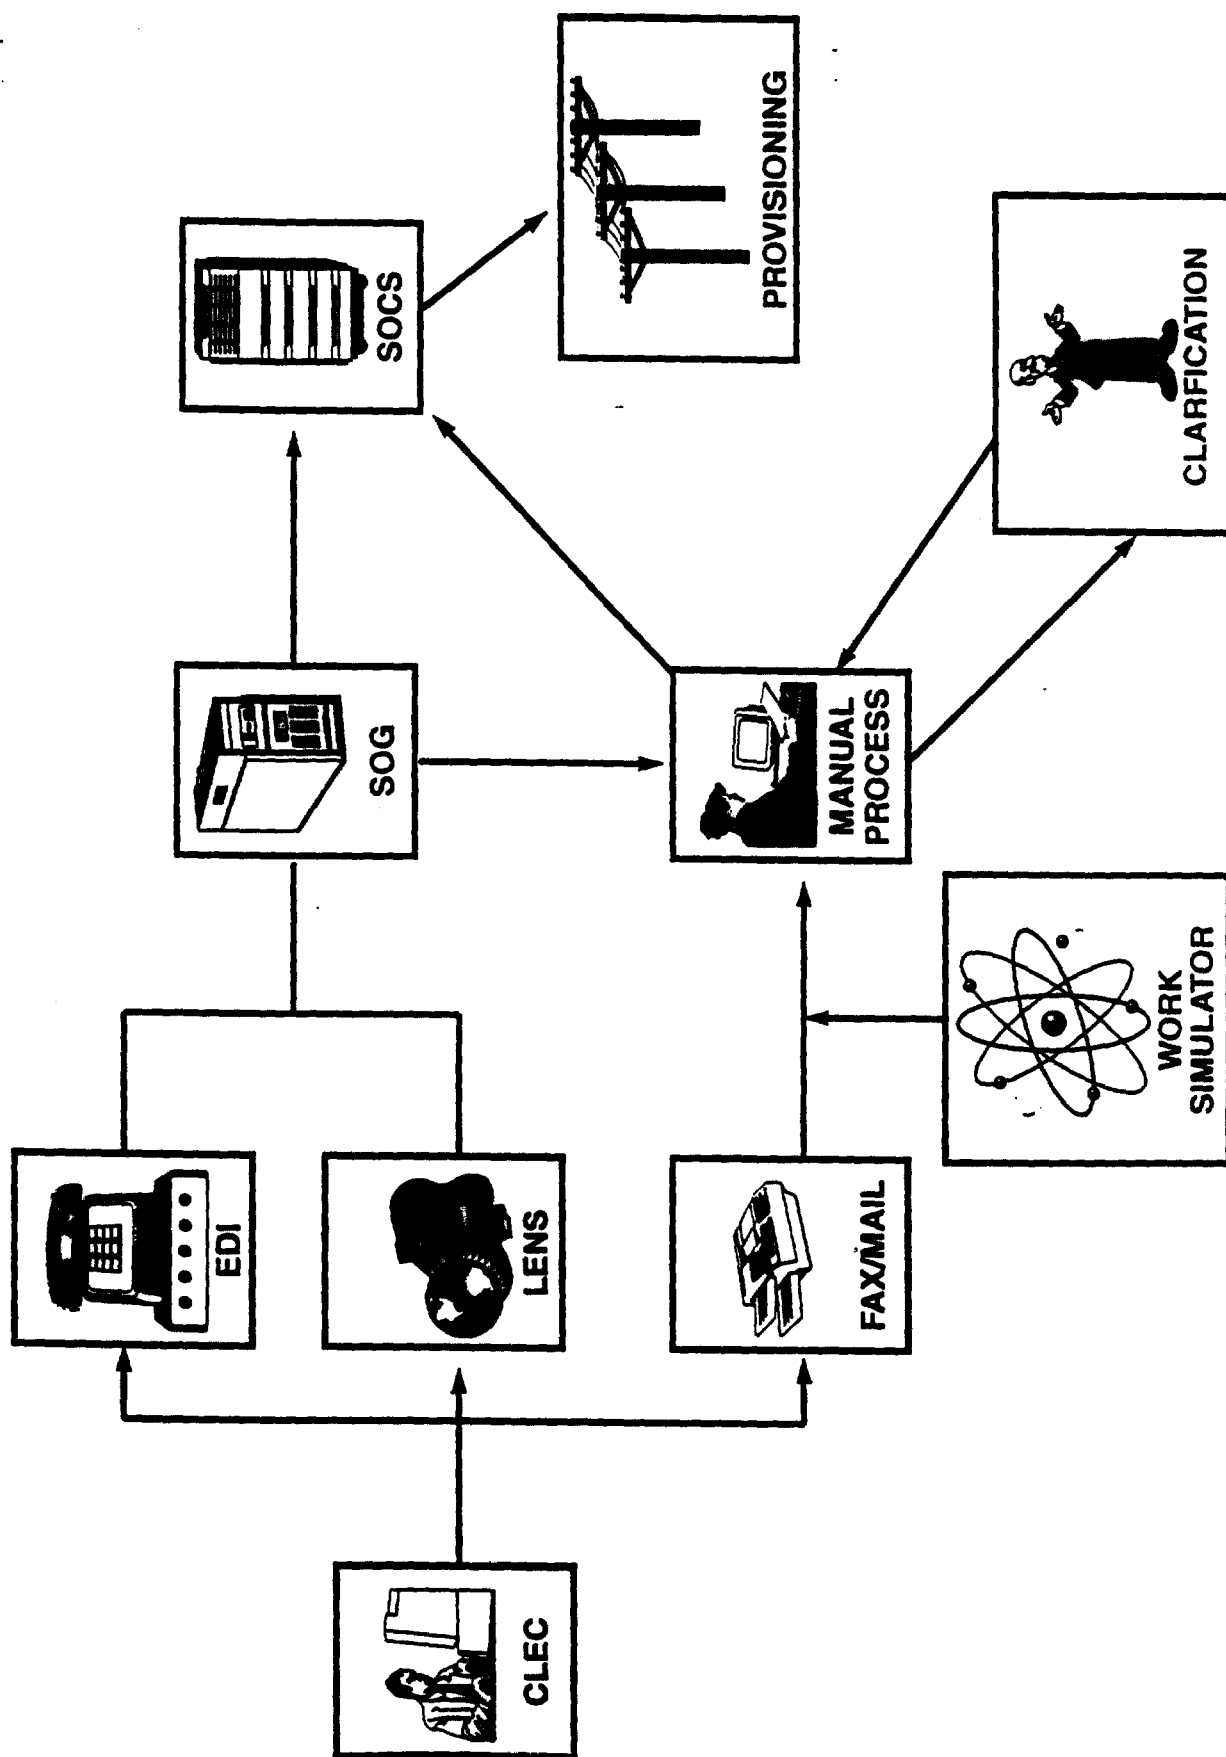 CLEC
EDI
LENS
FAX/MAIL
SOG
MANUAL
PROCESS
WORK
SIMULATOR
SOCS
PROVISIONING
CLARFICATION